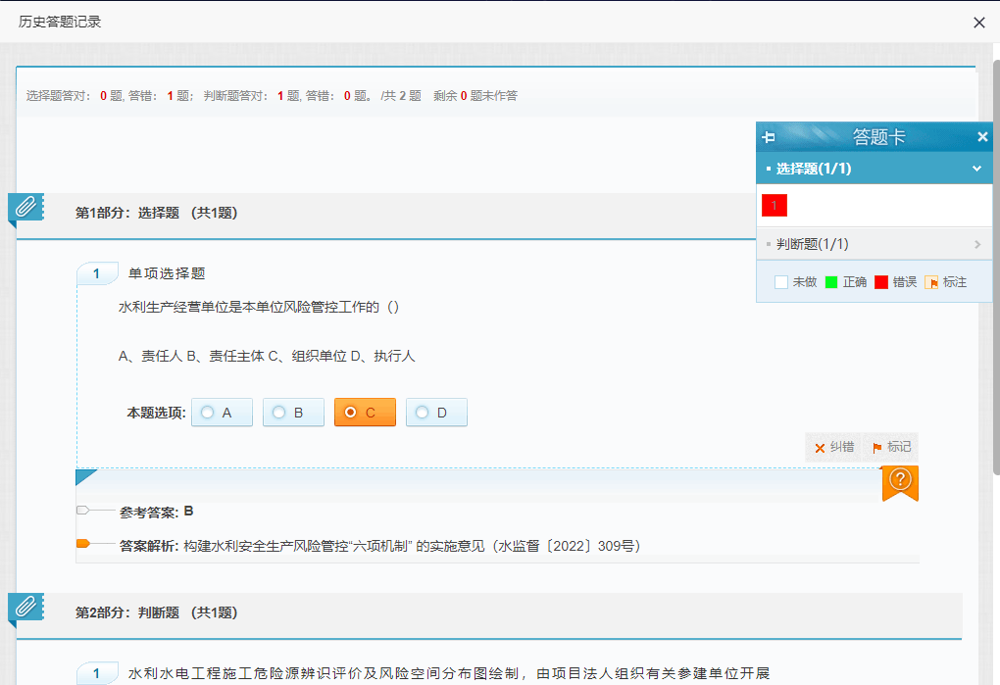 历史答题记录
选择题答对： 0 题, 答错： 1 题; 判断题答对： 1 题, 答错： 0 题。 /共 2 题 剩余 0 题未作答
答题卡
选择题(1/1)
1
判断题(1/1)
未做 正确 错误 标注
第1部分：选择题 （共1题）
1 单项选择题
水利生产经营单位是本单位风险管控工作的（）
A、责任人 B、责任主体 C、组织单位 D、执行人
本题选项: A B C D
纠错 标记
参考答案: B
答案解析: 构建水利安全生产风险管控“六项机制” 的实施意见（水监督〔2022〕309号）
第2部分：判断题 （共1题）
1 水利水电工程施工危险源辨识评价及风险空间分布图绘制，由项目法人组织有关参建单位开展